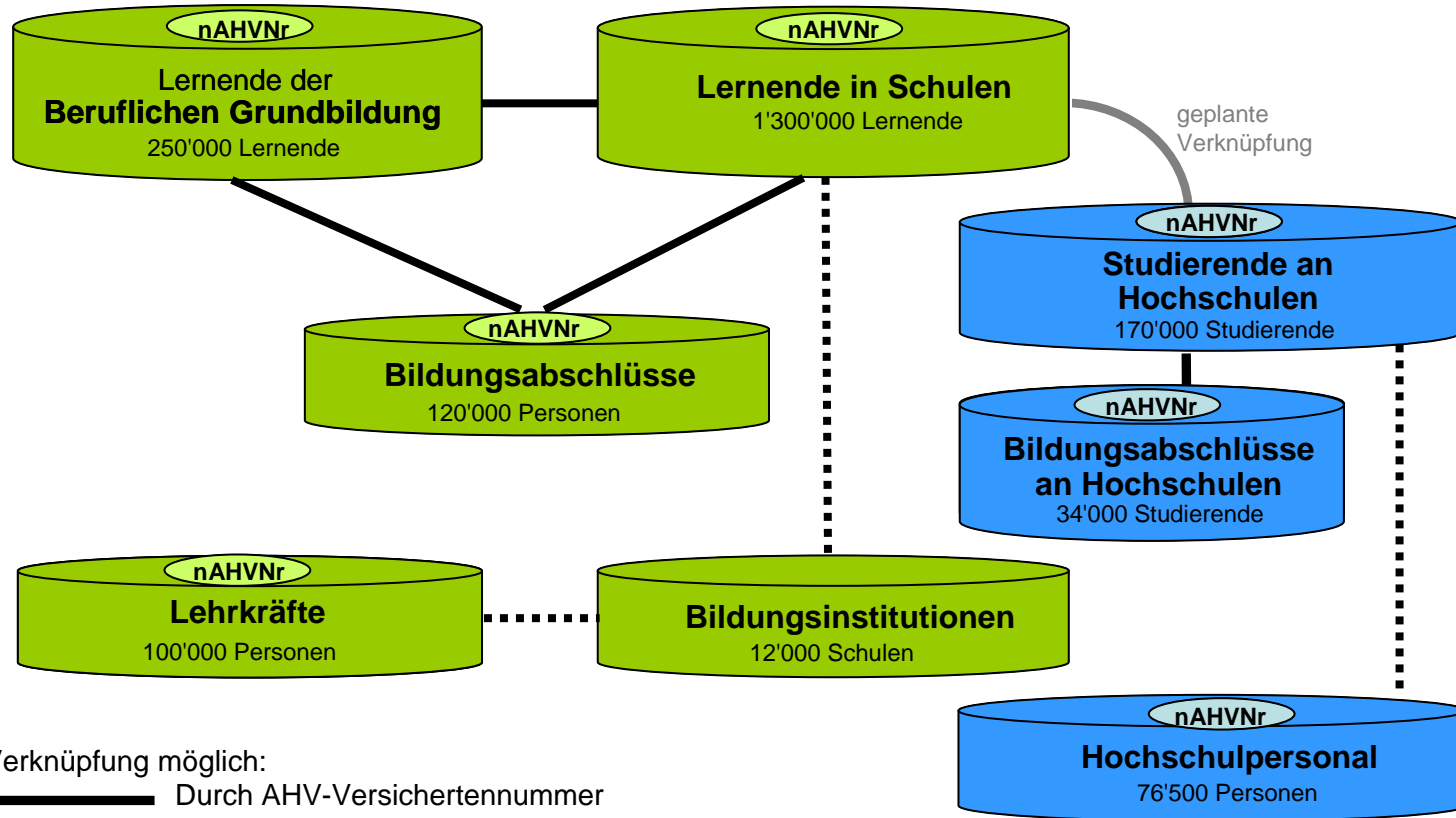 nAHVNr
Lernende der
Beruflichen Grundbildung
250'000 Lernende
nAHVNr
Lernende in Schulen
1'300'000 Lernende
geplante
Verknüpfung
nAHVNr
Studierende an
Hochschulen
170'000 Studierende
nAHVNr
Bildungsabschlüsse
120'000 Personen
nAHVNr
Bildungsabschlüsse
an Hochschulen
34'000 Studierende
nAHVNr
Lehrkräfte
100'000 Personen
Bildungsinstitutionen
12'000 Schulen
nAHVNr
Hochschulpersonal
76'500 Personen
Verknüpfung möglich:
Durch AHV-Versichertennummer